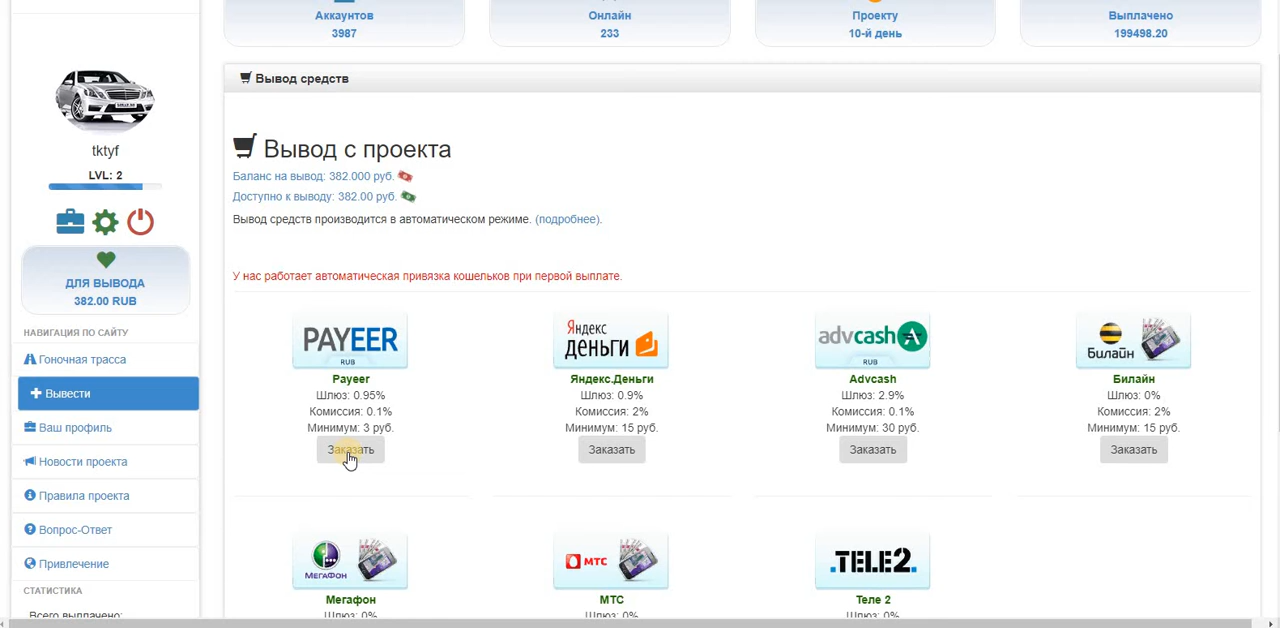 Аккаунтов
3987
Онлайн
233
Проекту
10-й день
Выплачено
199498.20
tktyf
LVL: 2
ДЛЯ ВЫВОДА
382.00 RUB
НАВИГАЦИЯ ПО САЙТУ
Гоночная трасса
Вывести
Ваш профиль
Новости проекта
Правила проекта
Вопрос-Ответ
Привлечение
СТАТИСТИКА
Всего выплачено:
Вывод средств
Вывод с проекта
Баланс на вывод: 382.000 руб.
Доступно к выводу: 382.00 руб.
Вывод средств производится в автоматическом режиме. (подробнее).
У нас работает автоматическая привязка кошельков при первой выплате.
PAYEER
RUB
Payeer
Шлюз: 0.95%
Комиссия: 0.1%
Минимум: 3 руб.
Заказать
Яндекс
деньги
Яндекс.Деньги
Шлюз: 0.9%
Комиссия: 2%
Минимум: 15 руб.
Заказать
advcash
RUB
Advcash
Шлюз: 2.9%
Комиссия: 0.1%
Минимум: 30 руб.
Заказать
Билайн
Билайн
Шлюз: 0%
Комиссия: 2%
Минимум: 15 руб.
Заказать
МегаФон
Мегафон
Шлюз: 0%
МТС
МТС
Шлюз: 0%
TELE2
Теле 2
Шлюз: 0%